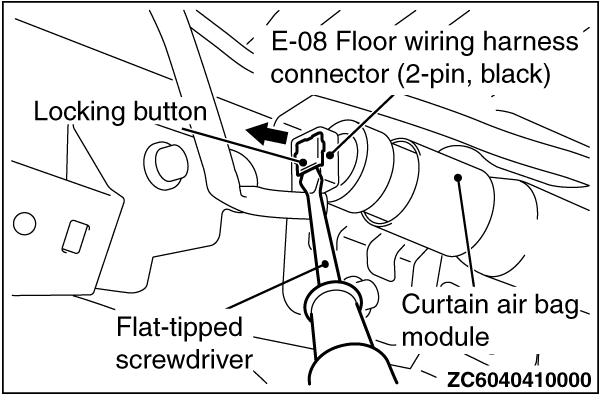 E-08 Floor wiring harness
connector (2-pin, black)
Locking button
Curtain air bag
module
Flat-tipped
screwdriver
ZC6040410000